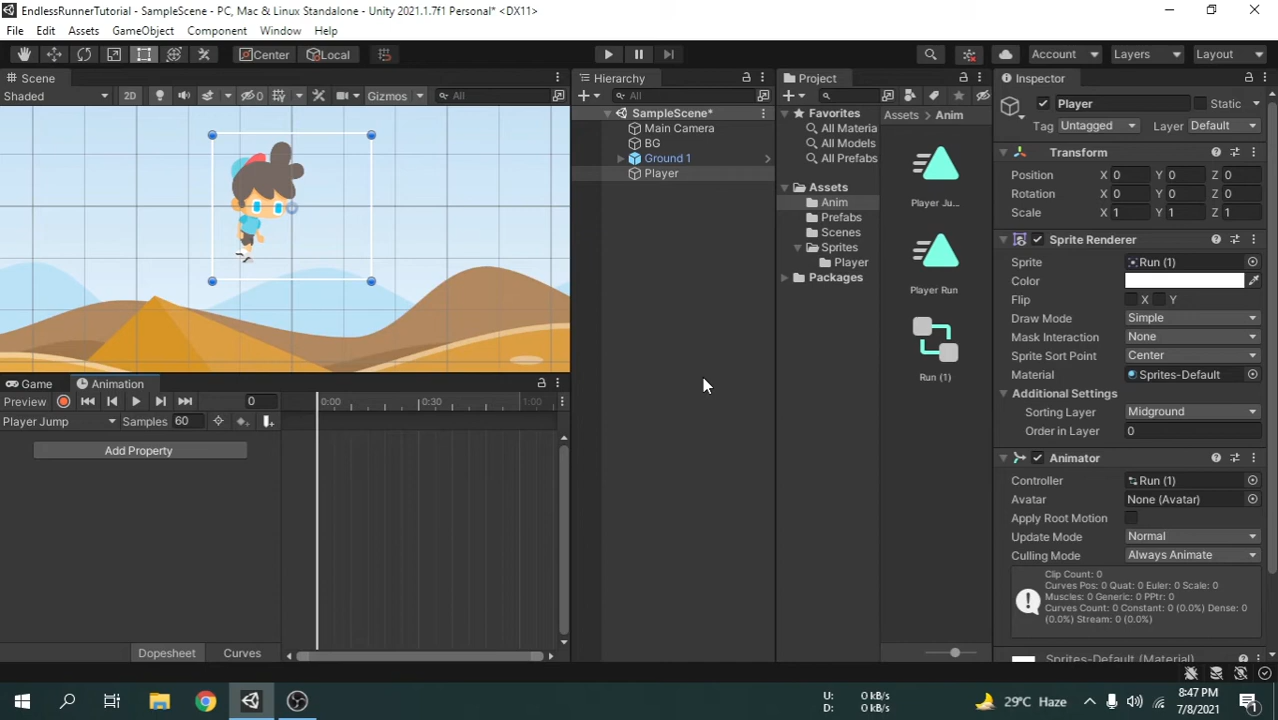 EndlessRunnerTutorial - SampleScene - PC, Mac & Linux Standalone - Unity 2021.1.7f1 Personal* <DX11>
File Edit Assets GameObject Component Window Help
Center Local Account Layers Layout
Scene
Shaded 2D 0 Gizmos All
Hierarchy
All
SampleScene*
Main Camera
BG
Ground 1
Player
Project
Favorites
All Materia
All Models
All Prefabs
Assets
Anim
Prefabs
Scenes
Sprites
Player
Packages
Assets Anim
Player Ju...
Player Run
Run (1)
Inspector
Player Static
Tag Untagged Layer Default
Transform
Position X 0 Y 0 Z 0
Rotation X 0 Y 0 Z 0
Scale X 1 Y 1 Z 1
Sprite Renderer
Sprite Run (1)
Color
Flip X Y
Draw Mode Simple
Mask Interaction None
Sprite Sort Point Center
Material Sprites-Default
Additional Settings
Sorting Layer Midground
Order in Layer 0
Animator
Controller Run (1)
Avatar None (Avatar)
Apply Root Motion
Update Mode Normal
Culling Mode Always Animate
Clip Count: 0
Curves Pos: 0 Quat: 0 Euler: 0 Scale: 0
Muscles: 0 Generic: 0 PPtr: 0
Curves Count: 0 Constant: 0 (0.0%) Dense: 0
(0.0%) Stream: 0 (0.0%)
Sprites-Default (Material)
Game Animation
Preview 0 0:00 0:30 1:00
Player Jump Samples 60
Add Property
Dopesheet Curves
U: 0 kB/s
D: 0 kB/s
29°C Haze
8:47 PM
7/8/2021
1